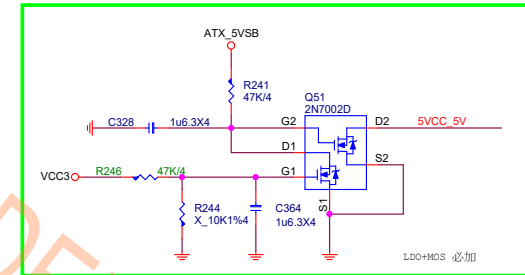 ATX_5VSB
R241
47K/4
Q51
2N7002D
C328
1u6.3X4
G2
D2
5VCC_5V
D1
S2
VCC3
R246
47K/4
G1
R244
X_10K1%4
C364
1u6.3X4
S1
LDO+MOS 必加